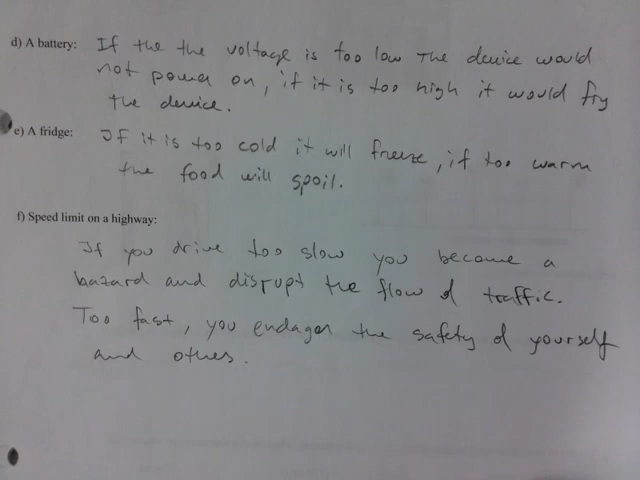 d) A battery: If the the voltage is too low The device would
not power on, if it is too high it would fry
the device.
e) A fridge: If it is too cold it will freeze, if too warm
the food will spoil.
f) Speed limit on a highway:
If you drive too slow you become a
hazard and disrupt the flow of traffic.
Too fast, you endager the safety of yourself
and others.